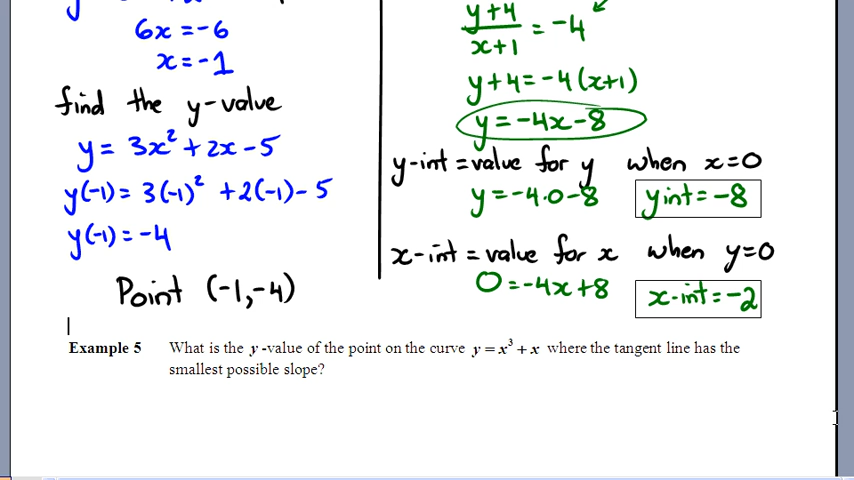 6x = -6
x = -1
find the y-value
y = 3x² + 2x - 5
y(-1) = 3(-1)² + 2(-1) - 5
y(-1) = -4
Point (-1, -4)
y+4/x+1 = -4
y+4 = -4(x+1)
y = -4x - 8
y-int = value for y when x=0
y = -4·0 - 8 yint = -8
x-int = value for x when y=0
0 = -4x + 8 x-int = -2
Example 5 What is the y-value of the point on the curve y = x³ + x where the tangent line has the
smallest possible slope?